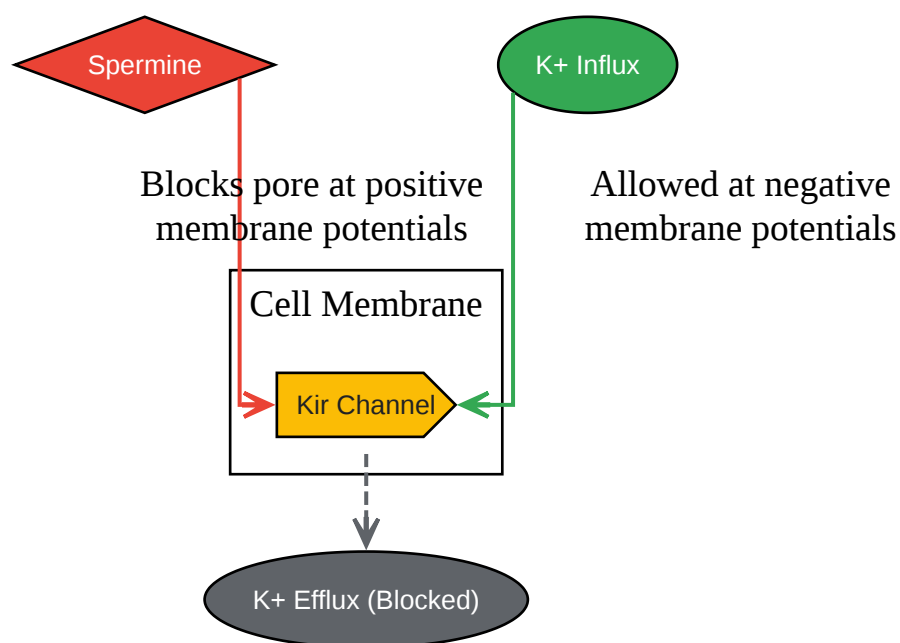 Spermine
K+ Influx
Blocks pore at positive
membrane potentials
Allowed at negative
membrane potentials
Cell Membrane
Kir Channel
K+ Efflux (Blocked)